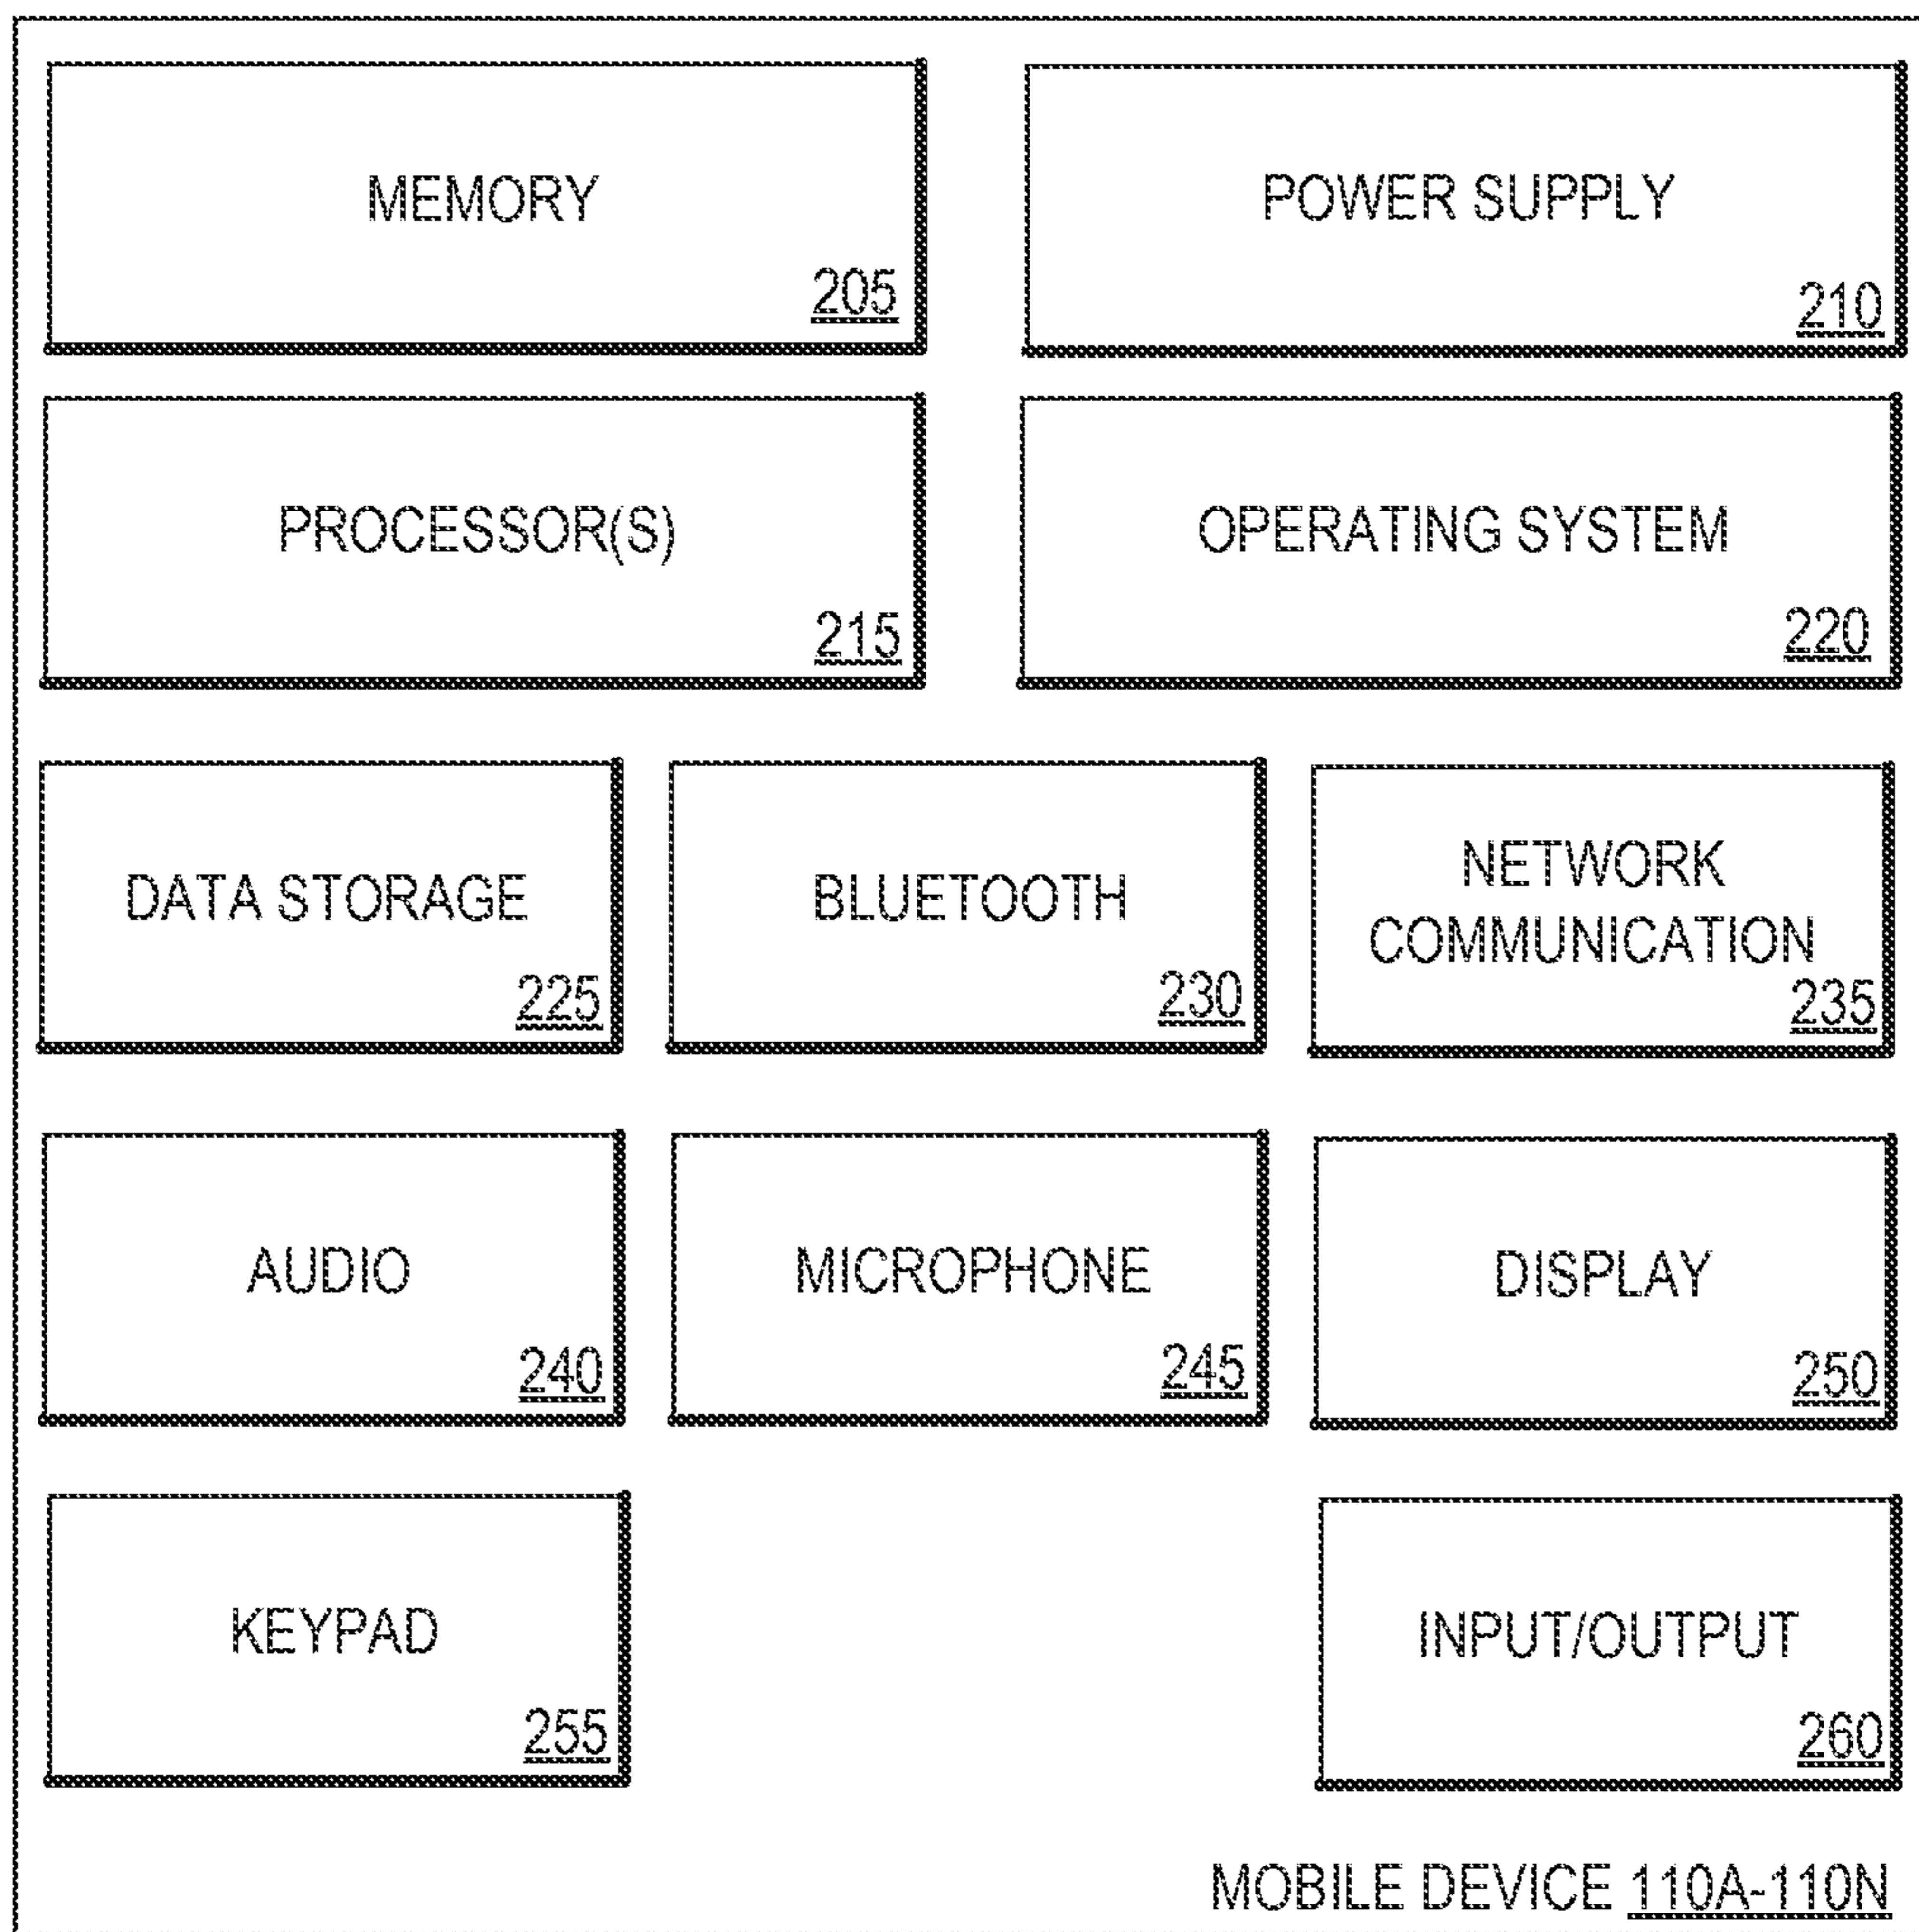 MEMORY
205
POWER SUPPLY
210
PROCESSOR(S)
215
OPERATING SYSTEM
220
DATA STORAGE
225
BLUETOOTH
230
NETWORK
COMMUNICATION
235
AUDIO
240
MICROPHONE
245
DISPLAY
250
KEYPAD
255
INPUT/OUTPUT
260
MOBILE DEVICE 110A-110N